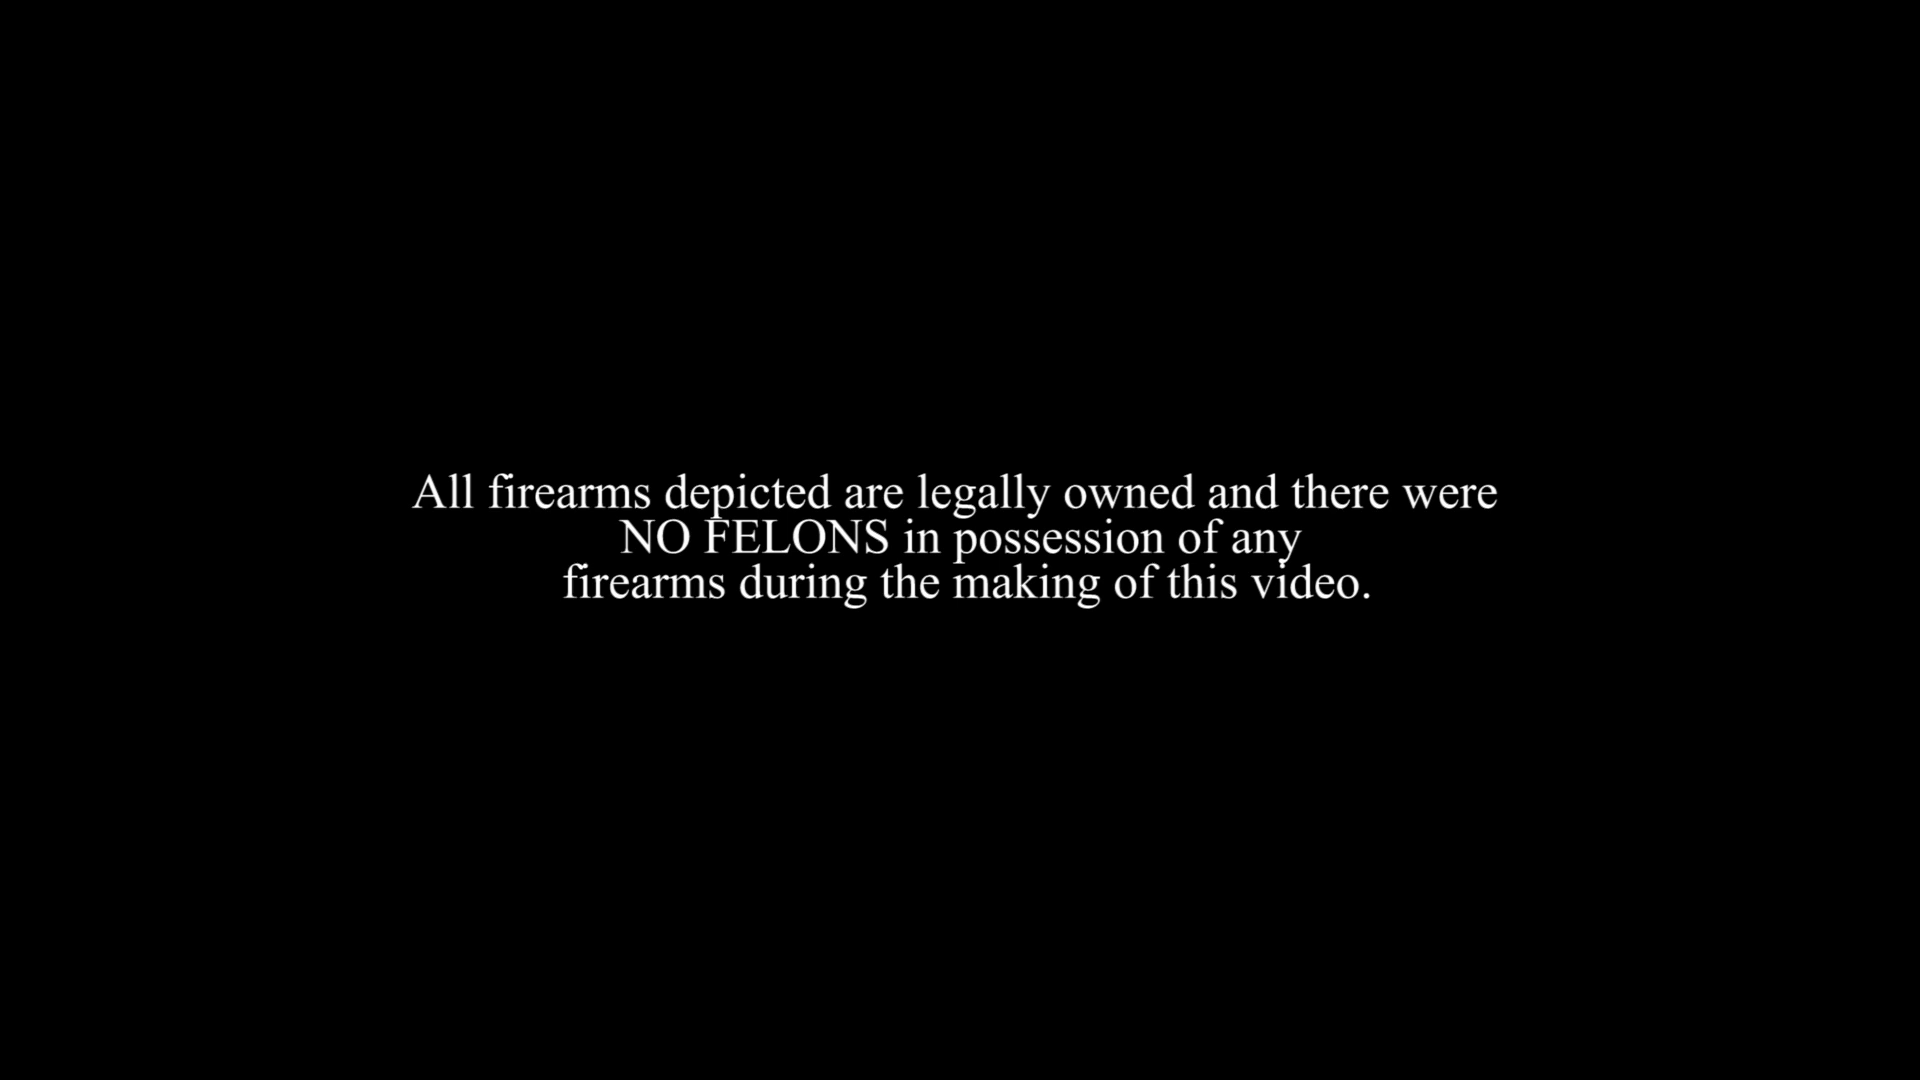 All firearms depicted are legally owned and there were
NO FELONS in possession of any
firearms during the making of this video.